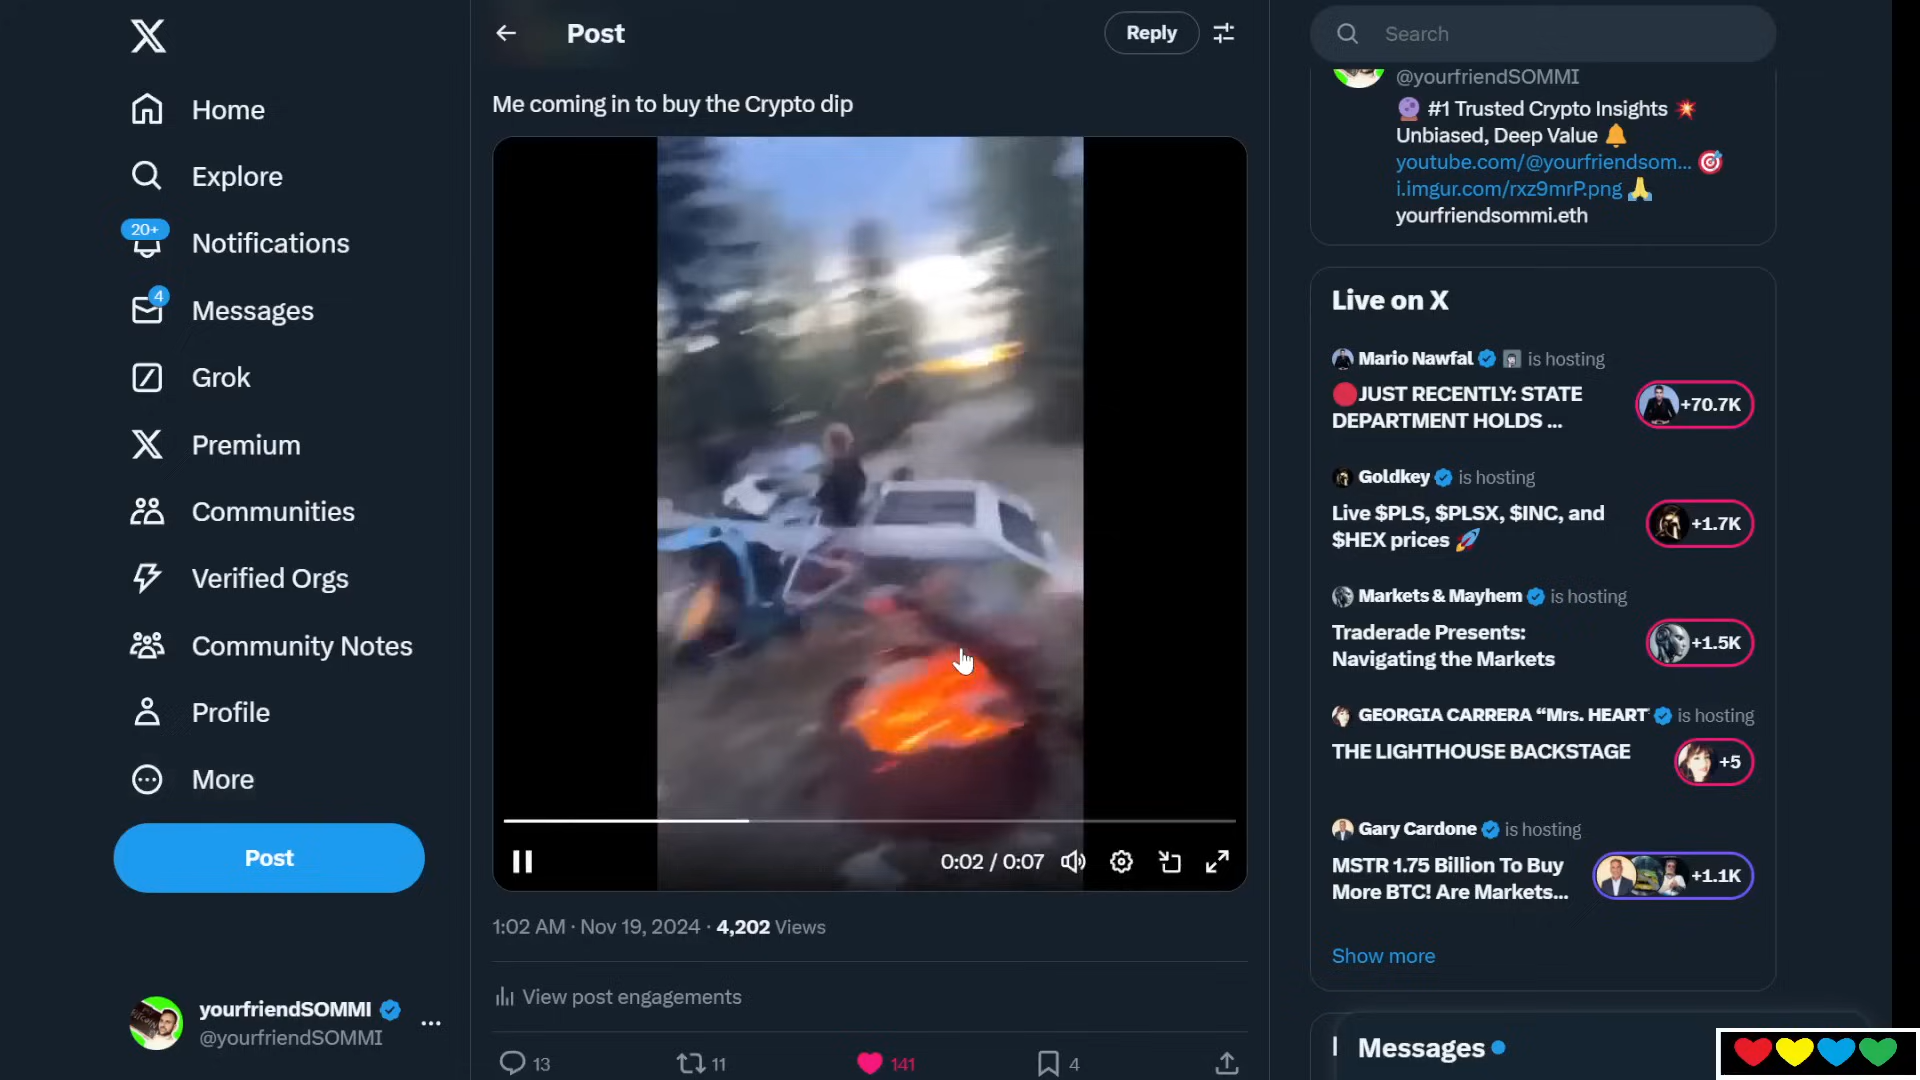 Home
Explore
20+
Notifications
4
Messages
Grok
Premium
Communities
Verified Orgs
Community Notes
Profile
More
Post
yourfriendSOMMI
@yourfriendSOMMI
Post
Reply
Me coming in to buy the Crypto dip
0:02 / 0:07
1:02 AM · Nov 19, 2024 · 4,202 Views
View post engagements
13
11
141
4
Search
@yourfriendSOMMI
#1 Trusted Crypto Insights
Unbiased, Deep Value
youtube.com/@yourfriendsom...
i.imgur.com/rxz9mrP.png
yourfriendsommi.eth
Live on X
Mario Nawfal is hosting
JUST RECENTLY: STATE
DEPARTMENT HOLDS ...
+70.7K
Goldkey is hosting
Live $PLS, $PLSX, $INC, and
$HEX prices
+1.7K
Markets & Mayhem is hosting
Traderade Presents:
Navigating the Markets
+1.5K
GEORGIA CARRERA “Mrs. HEART is hosting
THE LIGHTHOUSE BACKSTAGE
+5
Gary Cardone is hosting
MSTR 1.75 Billion To Buy
More BTC! Are Markets...
+1.1K
Show more
Messages